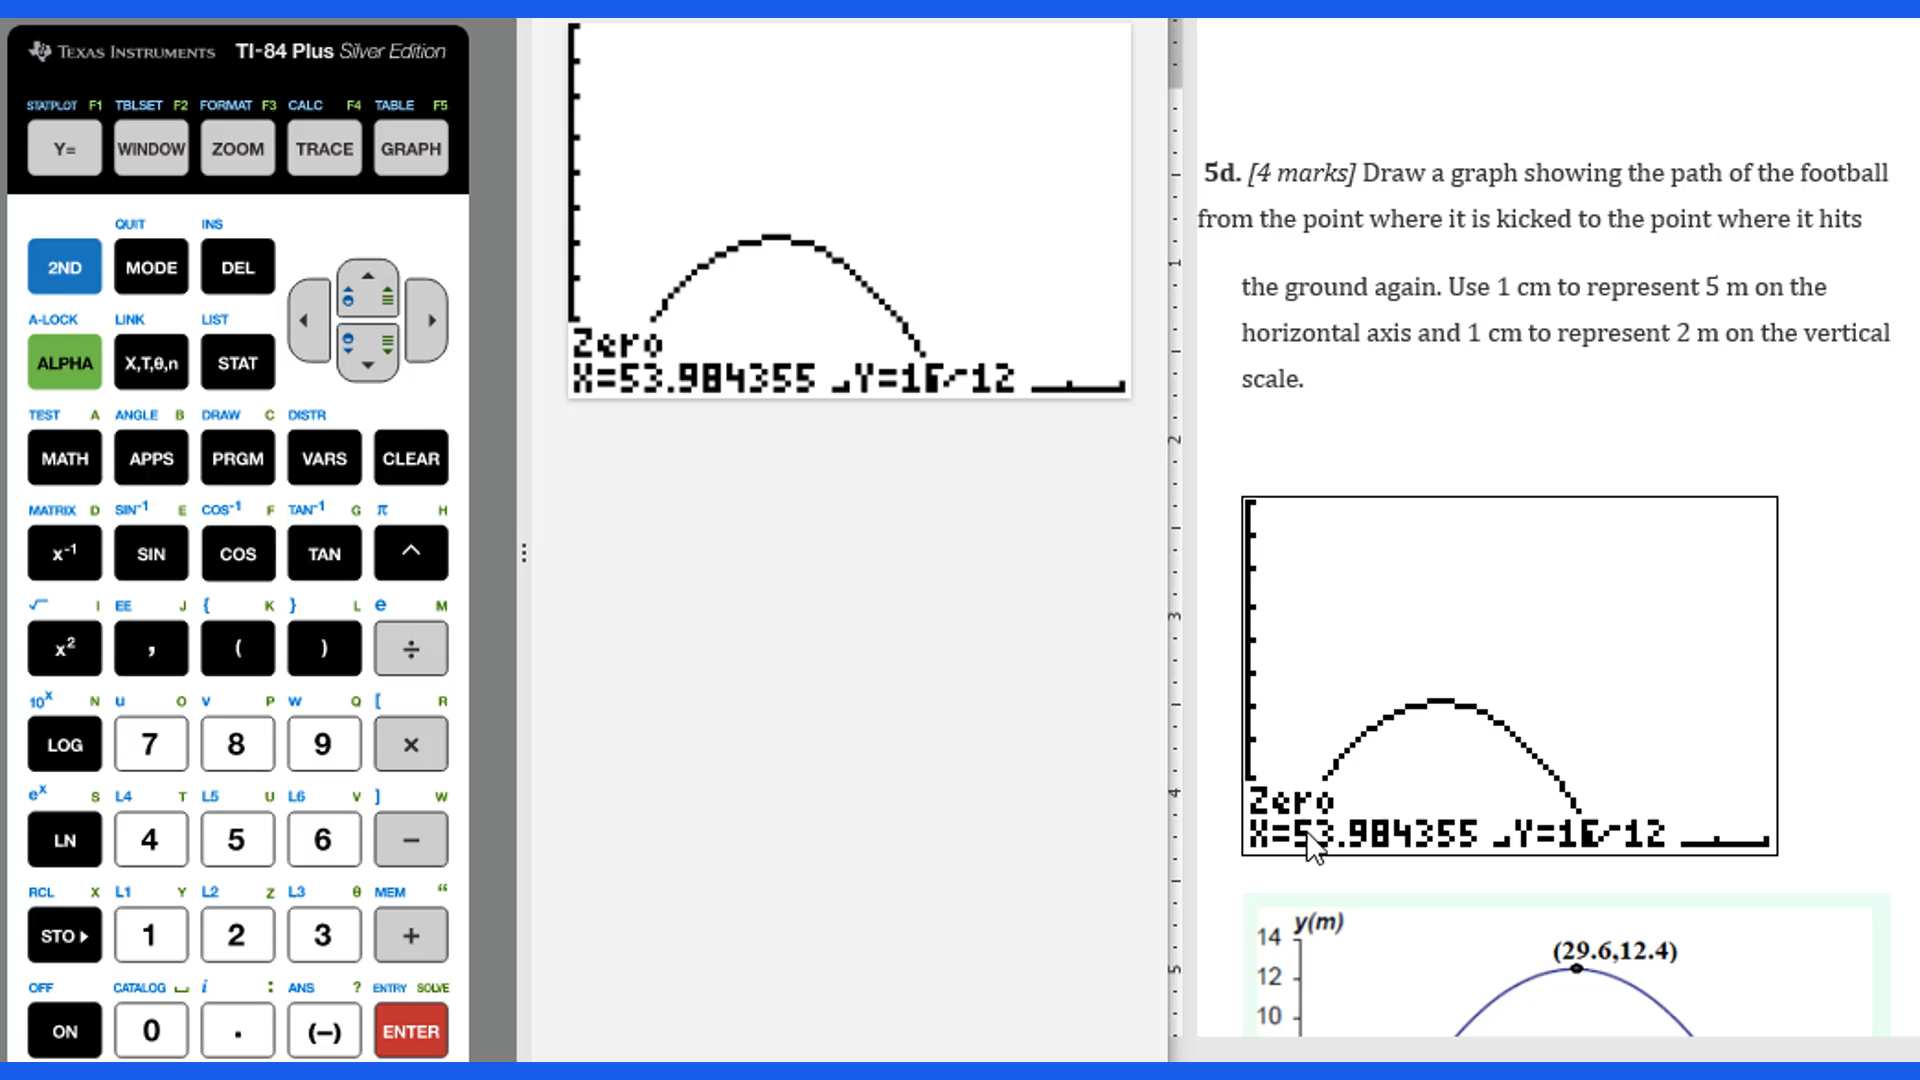 TEXAS INSTRUMENTS TI-84 Plus Silver Edition
STATPLOT F1 TBLSET F2 FORMAT F3 CALC F4 TABLE F5
Y= WINDOW ZOOM TRACE GRAPH
QUIT INS
2ND MODE DEL
A-LOCK LINK LIST
ALPHA X,T,θ,n STAT
TEST A ANGLE B DRAW C DISTR
MATH APPS PRGM VARS CLEAR
MATRIX D SIN⁻¹ E COS⁻¹ F TAN⁻¹ G π H
x⁻¹ SIN COS TAN ^
√ I EE J { K } L e M
x² , ( ) ÷
10ˣ N u O v P w Q [ R
LOG 7 8 9 ×
eˣ S L4 T L5 U L6 V ] W
LN 4 5 6 −
RCL X L1 Y L2 Z L3 θ MEM “
STO▸ 1 2 3 +
OFF CATALOG ⎵ i : ANS ? ENTRY SOLVE
ON 0 . (−) ENTER
Zero
X=53.984355
12
1
2
3
4
5
5d. [4 marks] Draw a graph showing the path of the football
from the point where it is kicked to the point where it hits
the ground again. Use 1 cm to represent 5 m on the
horizontal axis and 1 cm to represent 2 m on the vertical
scale.
Zero
X=53.984355
12
y(m)
14
(29.6,12.4)
12
10